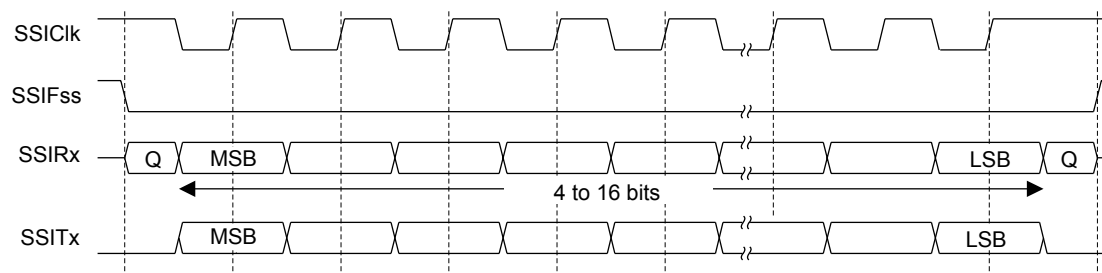 SSIClk
SSIFss
SSIRx Q MSB LSB Q
4 to 16 bits
SSITx MSB LSB